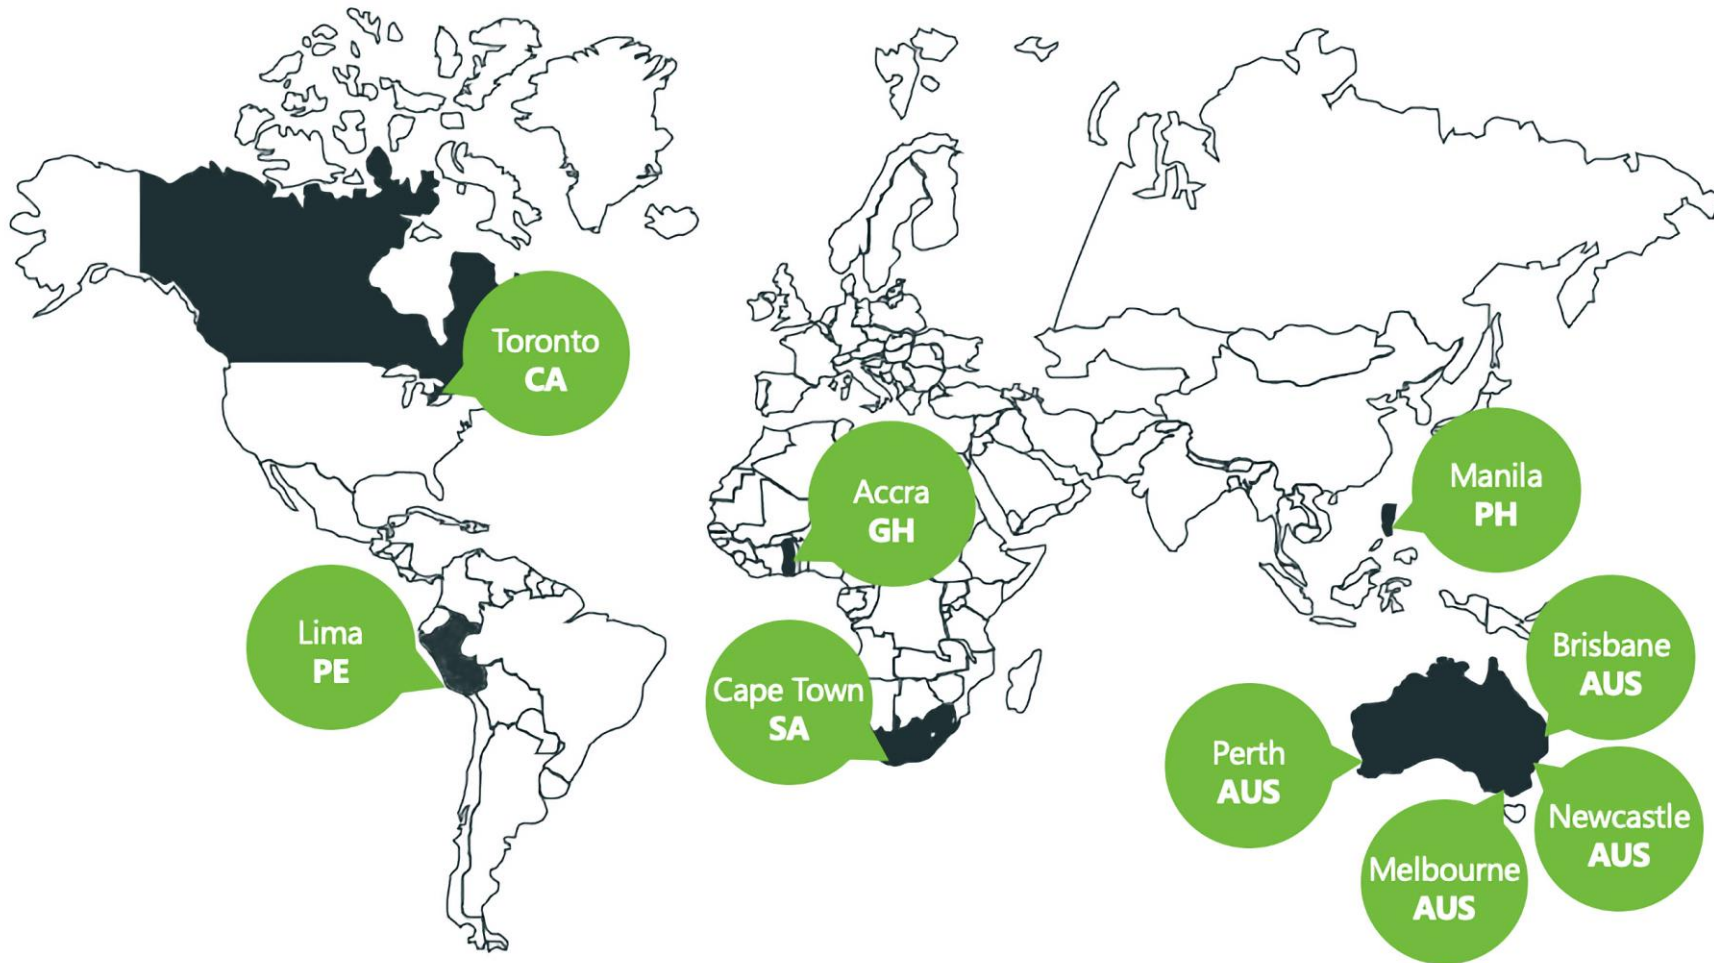 Toronto
CA
Accra
GH
Manila
PH
Lima
PE
Cape Town
SA
Brisbane
AUS
Perth
AUS
Newcastle
AUS
Melbourne
AUS